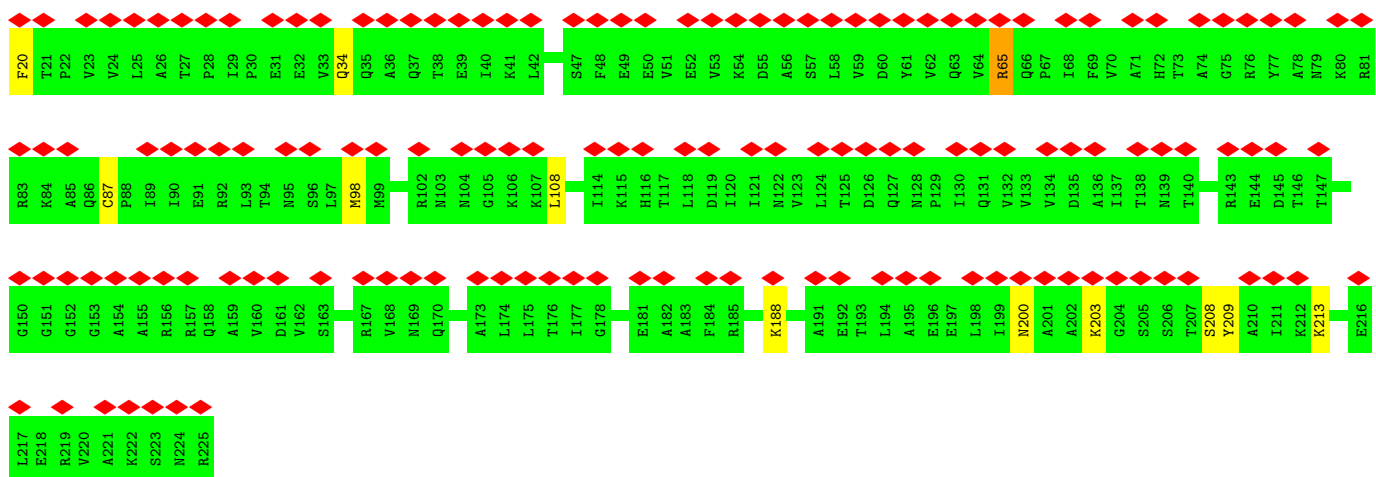 F20 T21 P22 V23 V24 L25 A26 T27 P28 I29 P30 E31 E32 V33 Q34 Q35 A36 Q37 T38 E39 I40 K41 L42 S47 F48 E49 E50 V51 E52 V53 K54 D55 A56 S57 L58 V59 D60 Y61 V62 Q63 V64 R65 Q66 P67 I68 F69 V70 A71 H72 T73 A74 G75 R76 Y77 A78 N79 K80 R81
R83 K84 A85 Q86 C87 P88 I89 I90 E91 R92 L93 T94 N95 S96 L97 M98 M99 R102 N103 N104 G105 K106 K107 L108 I114 K115 H116 T117 L118 D119 I120 I121 N122 V123 L124 T125 D126 Q127 N128 P129 I130 Q131 V132 V133 V134 D135 A136 I137 T138 N139 T140 R143 E144 D145 T146 T147
G150 G151 G152 G153 A154 A155 R156 R157 Q158 A159 V160 D161 V162 S163 R167 V168 N169 Q170 A173 L174 L175 T176 I177 G178 E181 A182 A183 F184 R185 K188 A191 E192 T193 L194 A195 E196 E197 L198 I199 N200 A201 A202 K203 G204 S205 S206 T207 S208 Y209 A210 I211 K212 K213 E216
L217 E218 R219 V220 A221 K222 S223 N224 R225